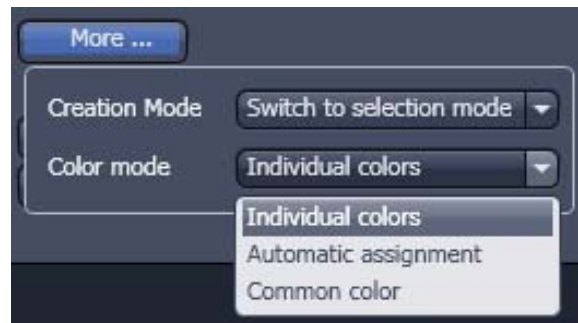 More ...
Creation Mode Switch to selection mode
Color mode Individual colors
Individual colors
Automatic assignment
Common color